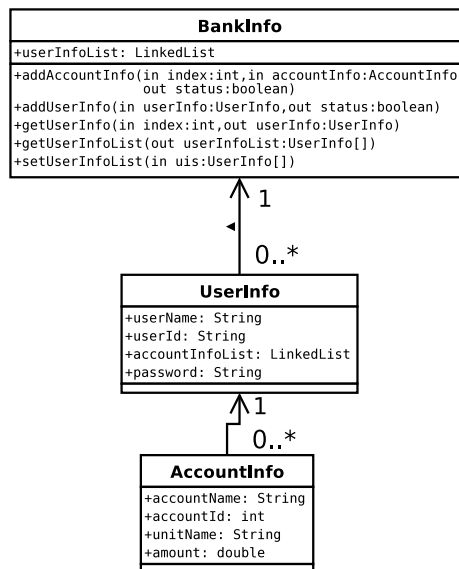 BankInfo
+userInfoList: LinkedList
+addAccountInfo(in index:int,in accountInfo:AccountInfo
out status:boolean)
+addUserInfo(in userInfo:UserInfo,out status:boolean)
+getUserInfo(in index:int,out userInfo:UserInfo)
+getUserInfoList(out userInfoList:UserInfo[])
+setUserInfoList(in uis:UserInfo[])
1
0..*
UserInfo
+userName: String
+userId: String
+accountInfoList: LinkedList
+password: String
1
0..*
AccountInfo
+accountName: String
+accountId: int
+unitName: String
+amount: double